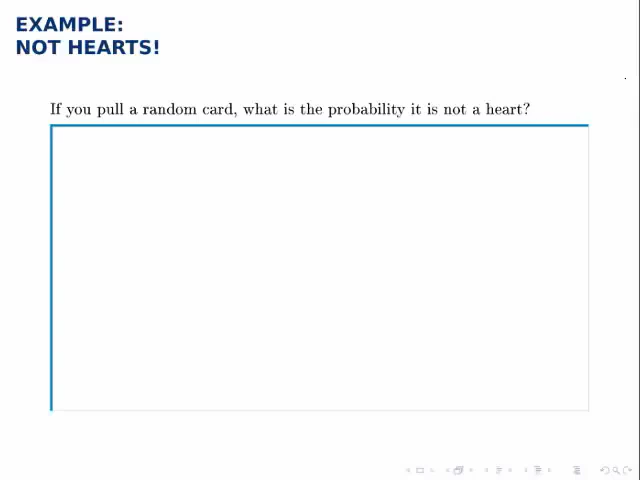 EXAMPLE:
NOT HEARTS!
If you pull a random card, what is the probability it is not a heart?